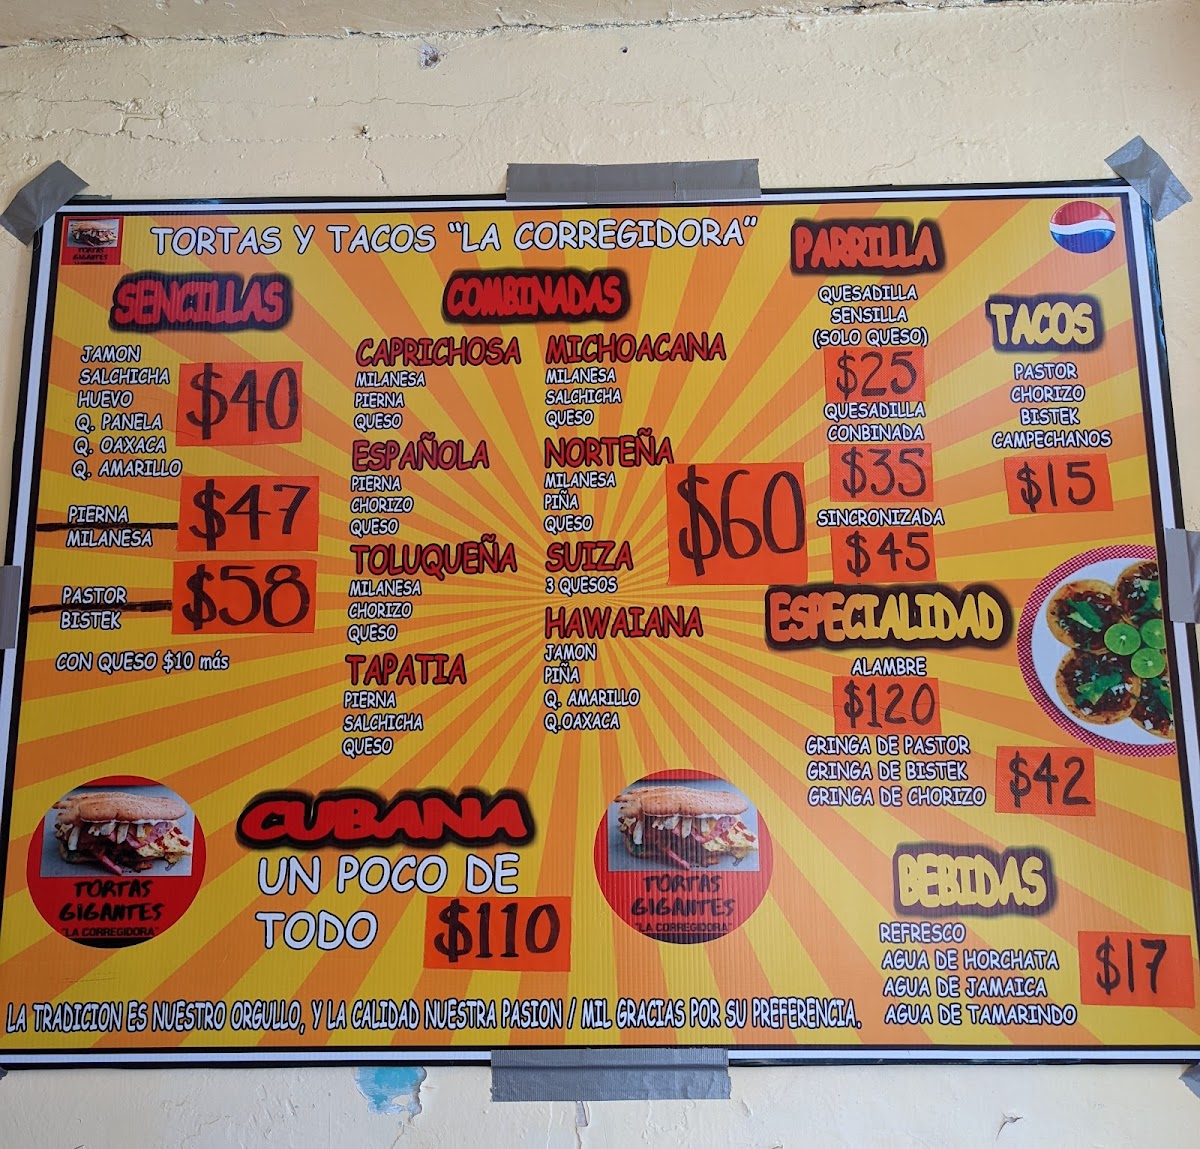 TORTAS Y TACOS "LA CORREGIDORA"
TORTAS
GIGANTES
"LA CORREGIDORA"
SENCILLAS
JAMON
SALCHICHA
HUEVO
Q. PANELA
Q. OAXACA
Q. AMARILLO
$40
PIERNA
MILANESA
$47
PASTOR
BISTEK
$58
CON QUESO $10 más
COMBINADAS
CAPRICHOSA
MILANESA
PIERNA
QUESO
ESPAÑOLA
PIERNA
CHORIZO
QUESO
TOLUQUEÑA
MILANESA
CHORIZO
QUESO
TAPATIA
PIERNA
SALCHICHA
QUESO
MICHOACANA
MILANESA
SALCHICHA
QUESO
NORTEÑA
MILANESA
PIÑA
QUESO
SUIZA
3 QUESOS
HAWAIANA
JAMON
PIÑA
Q. AMARILLO
Q.OAXACA
$60
PARRILLA
QUESADILLA
SENSILLA
(SOLO QUESO)
$25
QUESADILLA
CONBINADA
$35
SINCRONIZADA
$45
TACOS
PASTOR
CHORIZO
BISTEK
CAMPECHANOS
$15
ESPECIALIDAD
ALAMBRE
$120
GRINGA DE PASTOR
GRINGA DE BISTEK
GRINGA DE CHORIZO
$42
TORTAS
GIGANTES
"LA CORREGIDORA"
CUBANA
UN POCO DE
TODO
$110
TORTAS
GIGANTES
"LA CORREGIDORA"
BEBIDAS
REFRESCO
AGUA DE HORCHATA
AGUA DE JAMAICA
AGUA DE TAMARINDO
$17
LA TRADICION ES NUESTRO ORGULLO, Y LA CALIDAD NUESTRA PASION / MIL GRACIAS POR SU PREFERENCIA.